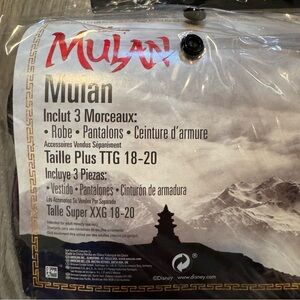 MULAN
Mulan
Inclut 3 Morceaux:
• Robe • Pantalons • Ceinture d'armure
Accessoires Vendus Séparément
Taille Plus TTG 18-20
Incluye 3 Piezas:
• Vestido • Pantalones • Cinturón de armadura
Los Accesorios Se Venden Por Separado
Talle Super XXG 18-20
©Disney
www.disney.com